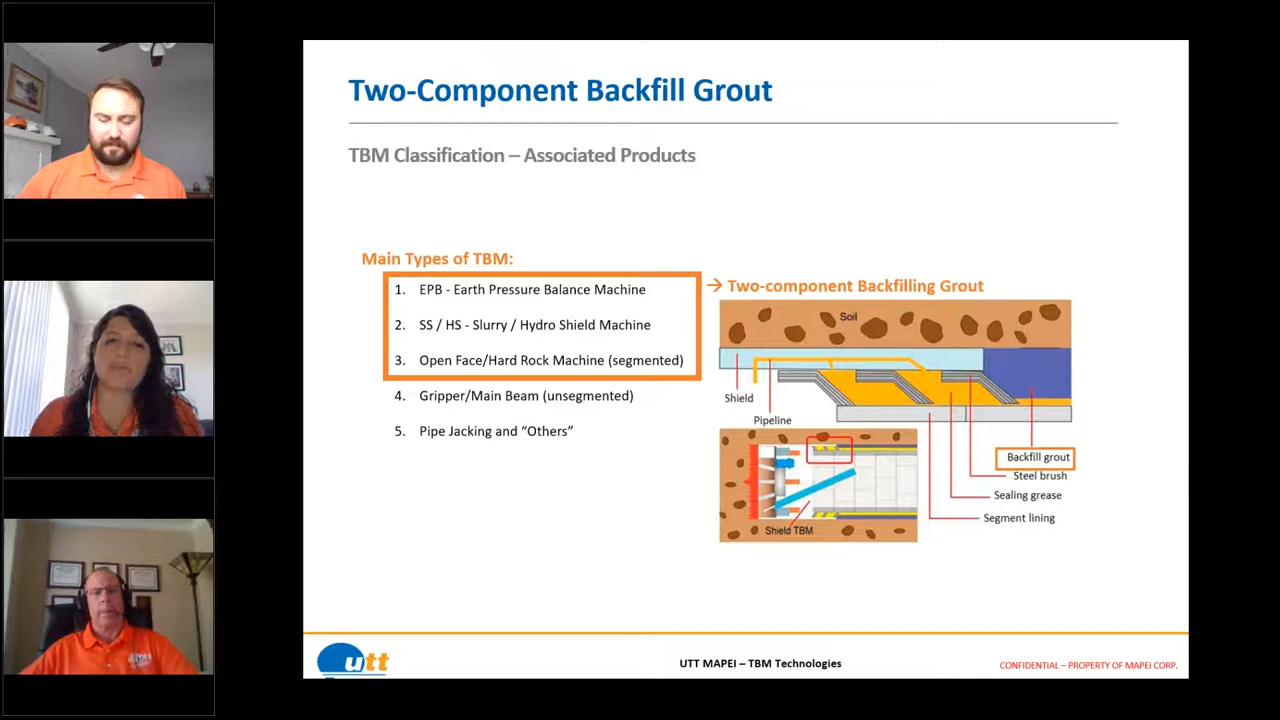 Two-Component Backfill Grout
TBM Classification – Associated Products
Main Types of TBM:
1. EPB - Earth Pressure Balance Machine
2. SS / HS - Slurry / Hydro Shield Machine
3. Open Face/Hard Rock Machine (segmented)
4. Gripper/Main Beam (unsegmented)
5. Pipe Jacking and “Others”
→ Two-component Backfilling Grout
Soil
Shield
Pipeline
Backfill grout
Steel brush
Sealing grease
Segment lining
Shield TBM
utt
UTT MAPEI – TBM Technologies
CONFIDENTIAL – PROPERTY OF MAPEI CORP.